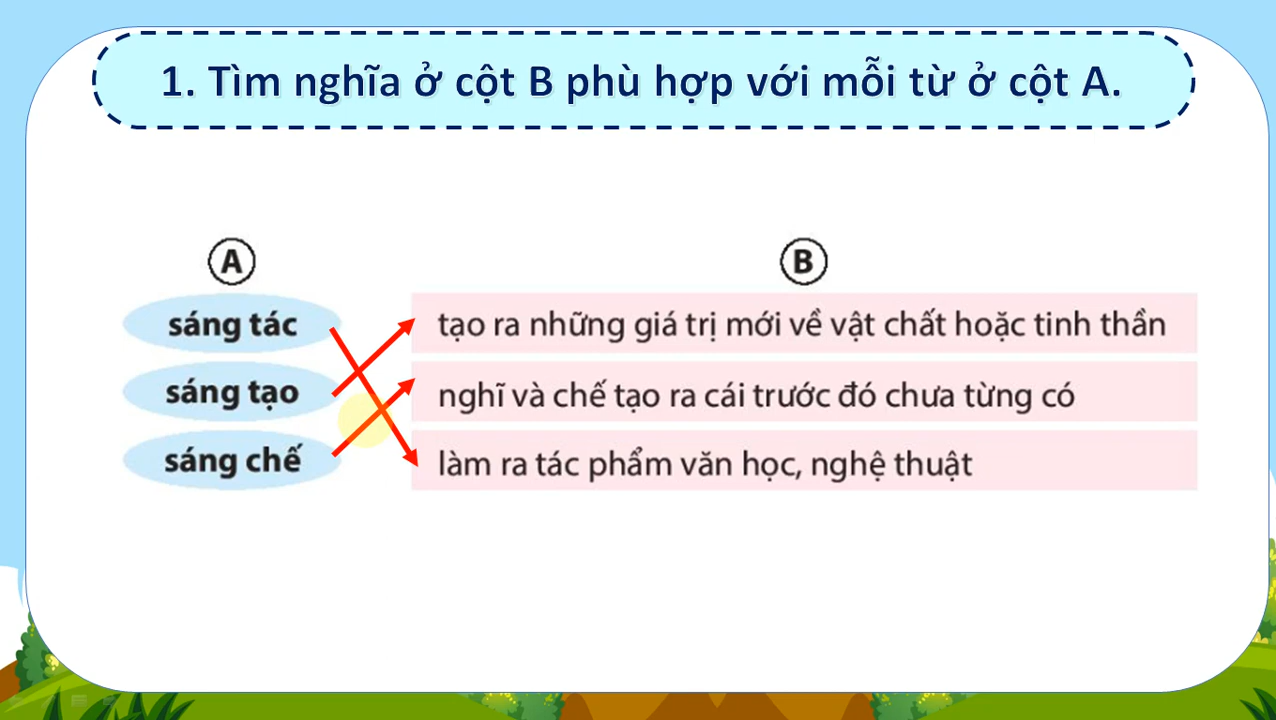 1. Tìm nghĩa ở cột B phù hợp với mỗi từ ở cột A.
A
B
sáng tác
tạo ra những giá trị mới về vật chất hoặc tinh thần
sáng tạo
nghĩ và chế tạo ra cái trước đó chưa từng có
sáng chế
làm ra tác phẩm văn học, nghệ thuật